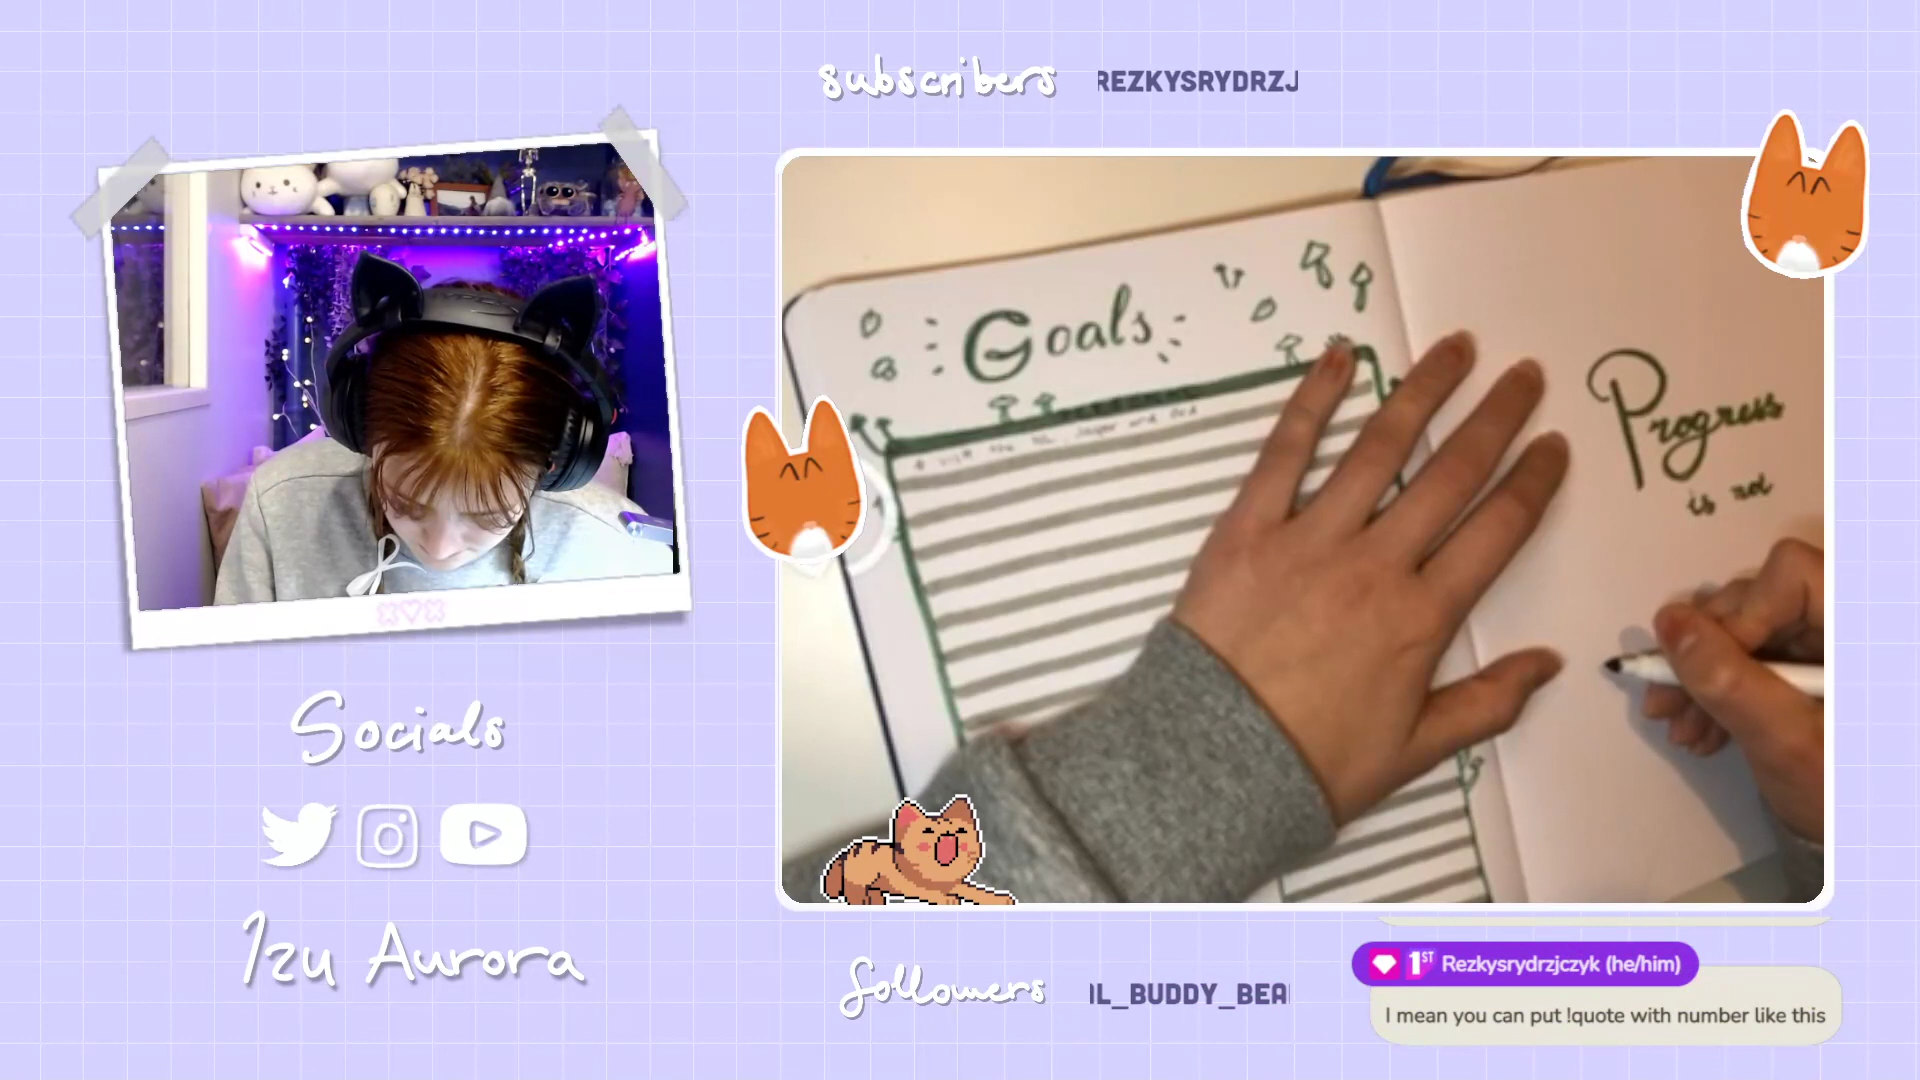 subscribers
REZKYSRYDRZJ
Goals
Progress
is not
Socials
Izu Aurora
followers
IL_BUDDY_BEA
1ST Rezkysrydrzjczyk (he/him)
I mean you can put !quote with number like this